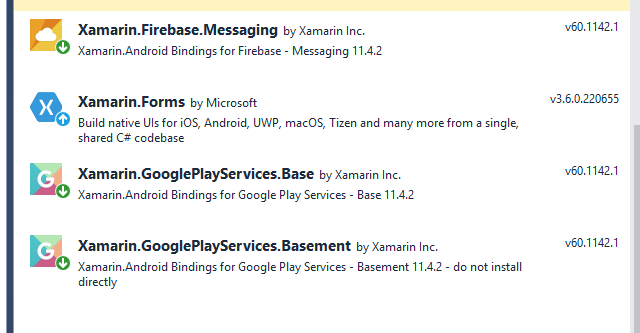 Xamarin.Firebase.Messaging by Xamarin Inc. v60.1142.1
Xamarin.Android Bindings for Firebase - Messaging 11.4.2
Xamarin.Forms by Microsoft v3.6.0.220655
Build native UIs for iOS, Android, UWP, macOS, Tizen and many more from a single,
shared C# codebase
Xamarin.GooglePlayServices.Base by Xamarin Inc. v60.1142.1
Xamarin.Android Bindings for Google Play Services - Base 11.4.2
Xamarin.GooglePlayServices.Basement by Xamarin Inc. v60.1142.1
Xamarin.Android Bindings for Google Play Services - Basement 11.4.2 - do not install
directly